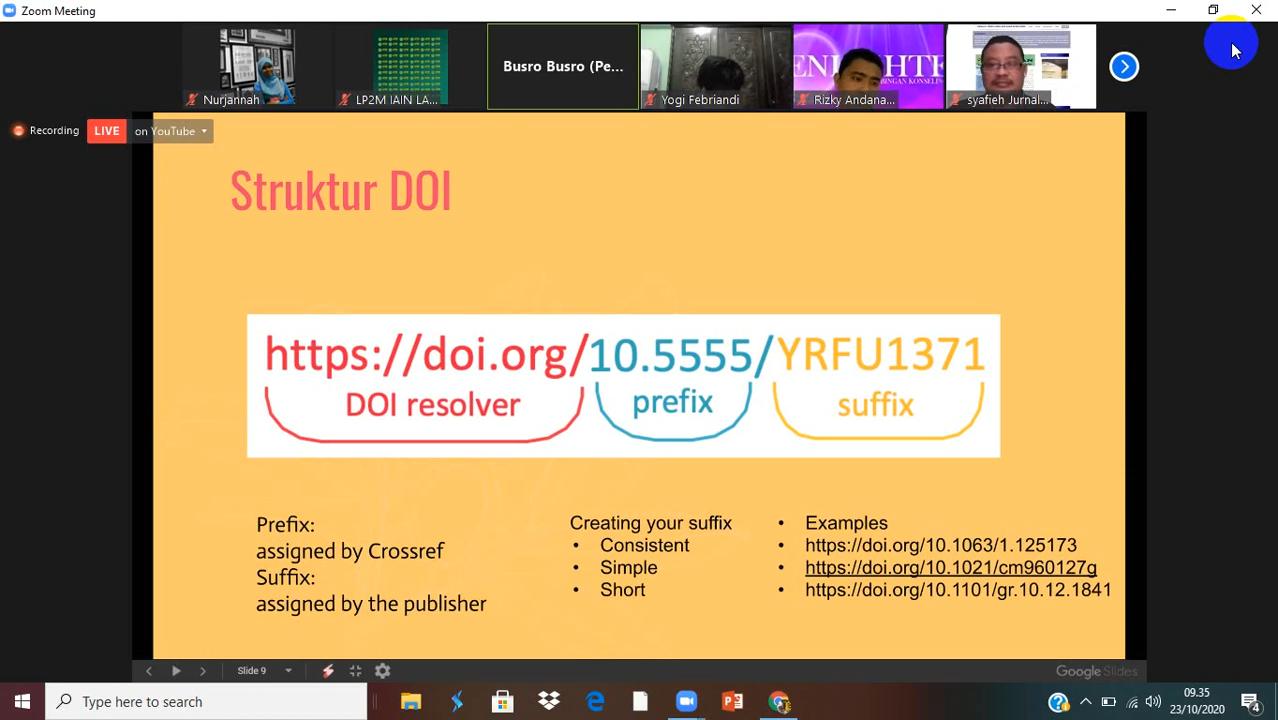 Zoom Meeting
Busro Busro (Pe...
Nurjannah
LP2M IAIN LA...
Yogi Febriandi
Rizky Andana...
syafieh Jurnal...
Recording
LIVE
on YouTube
Struktur DOI
https://doi.org/10.5555/YRFU1371
DOI resolver
prefix
suffix
Prefix:
assigned by Crossref
Suffix:
assigned by the publisher
Creating your suffix
• Consistent
• Simple
• Short
• Examples
• https://doi.org/10.1063/1.125173
• https://doi.org/10.1021/cm960127g
• https://doi.org/10.1101/gr.10.12.1841
Slide 9
Google Slides
Type here to search
09.35
23/10/2020
4